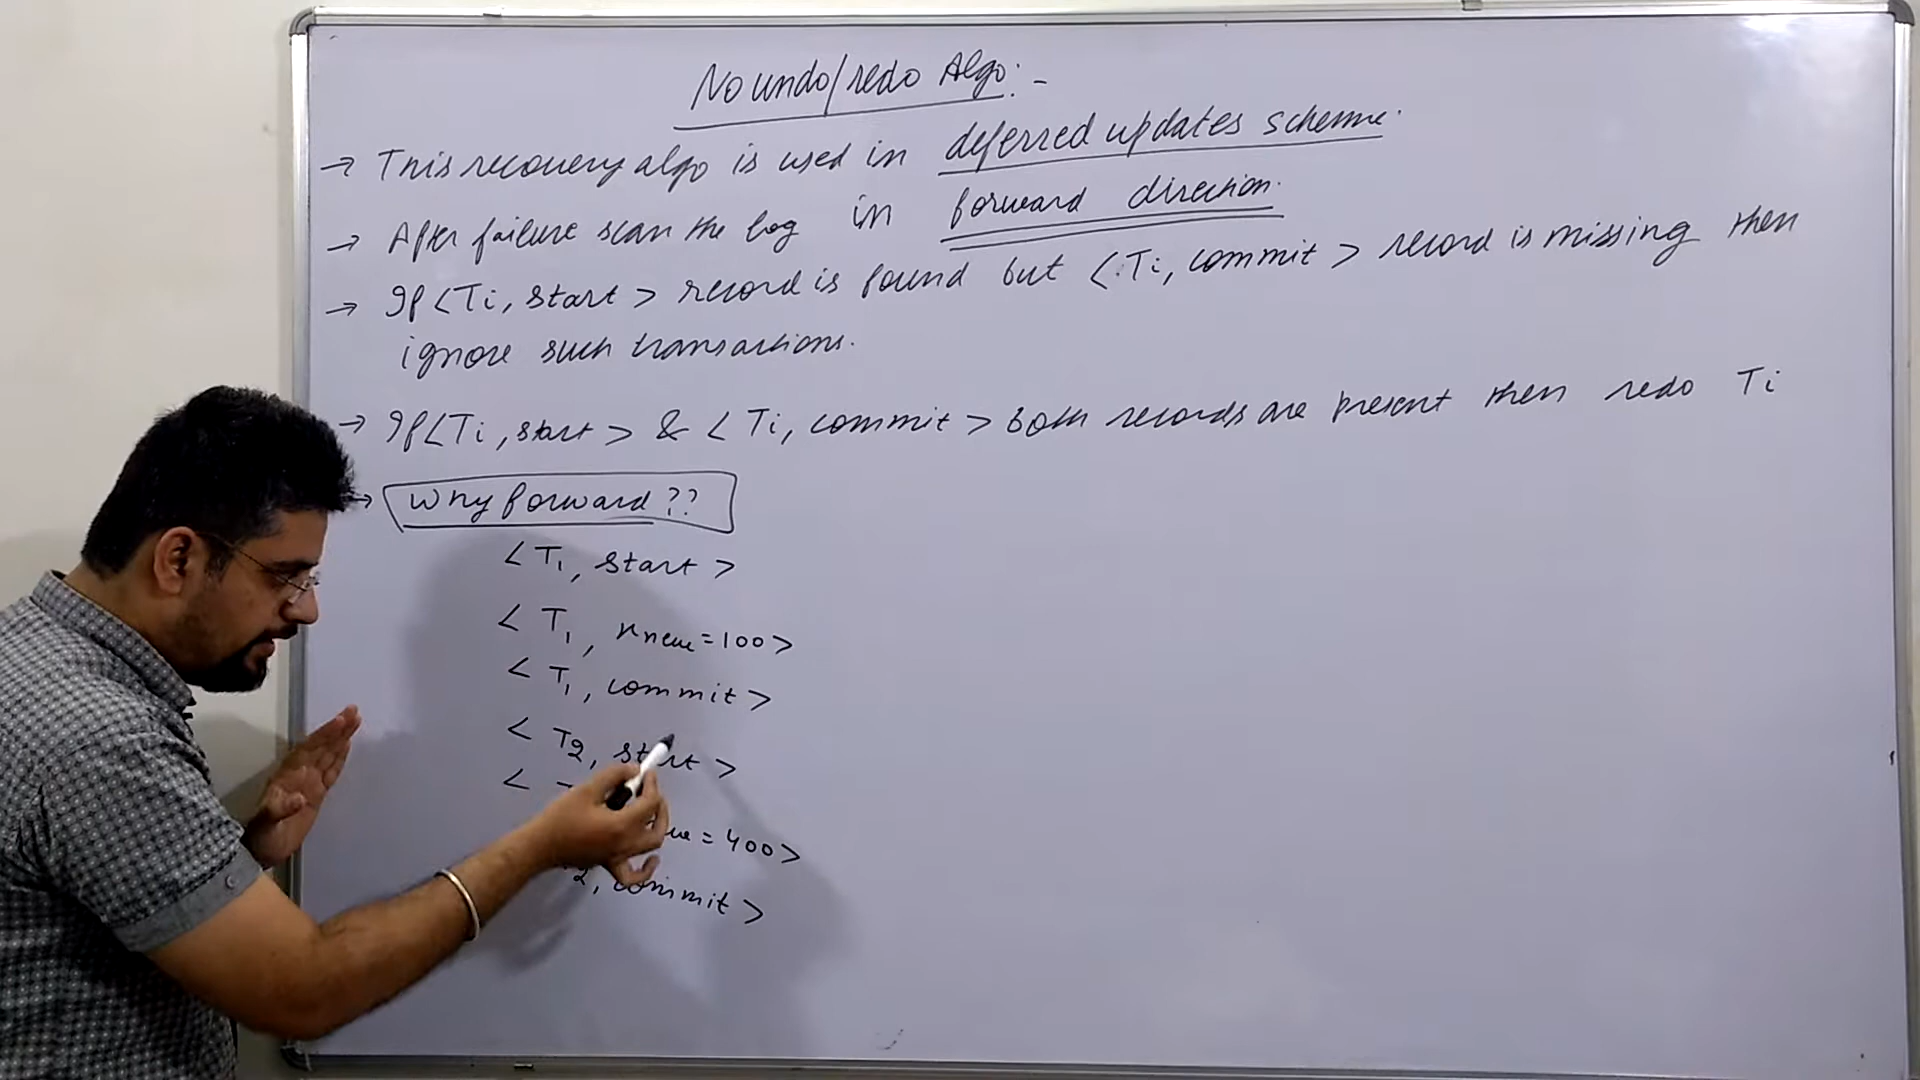 No undo/redo Algo:-
→ This recovery algo is used in deferred updates scheme.
→ After failure scan the log in forward direction.
→ If <Ti, start> record is found but <Ti, commit> record is missing then
ignore such transactions.
→ If <Ti, start> & <Ti, commit> both records are present then redo Ti
→ Why forward??
<T1, start>
<T1, xnew=100>
<T1, commit>
<T2, start>
<
= 400>
2, commit>